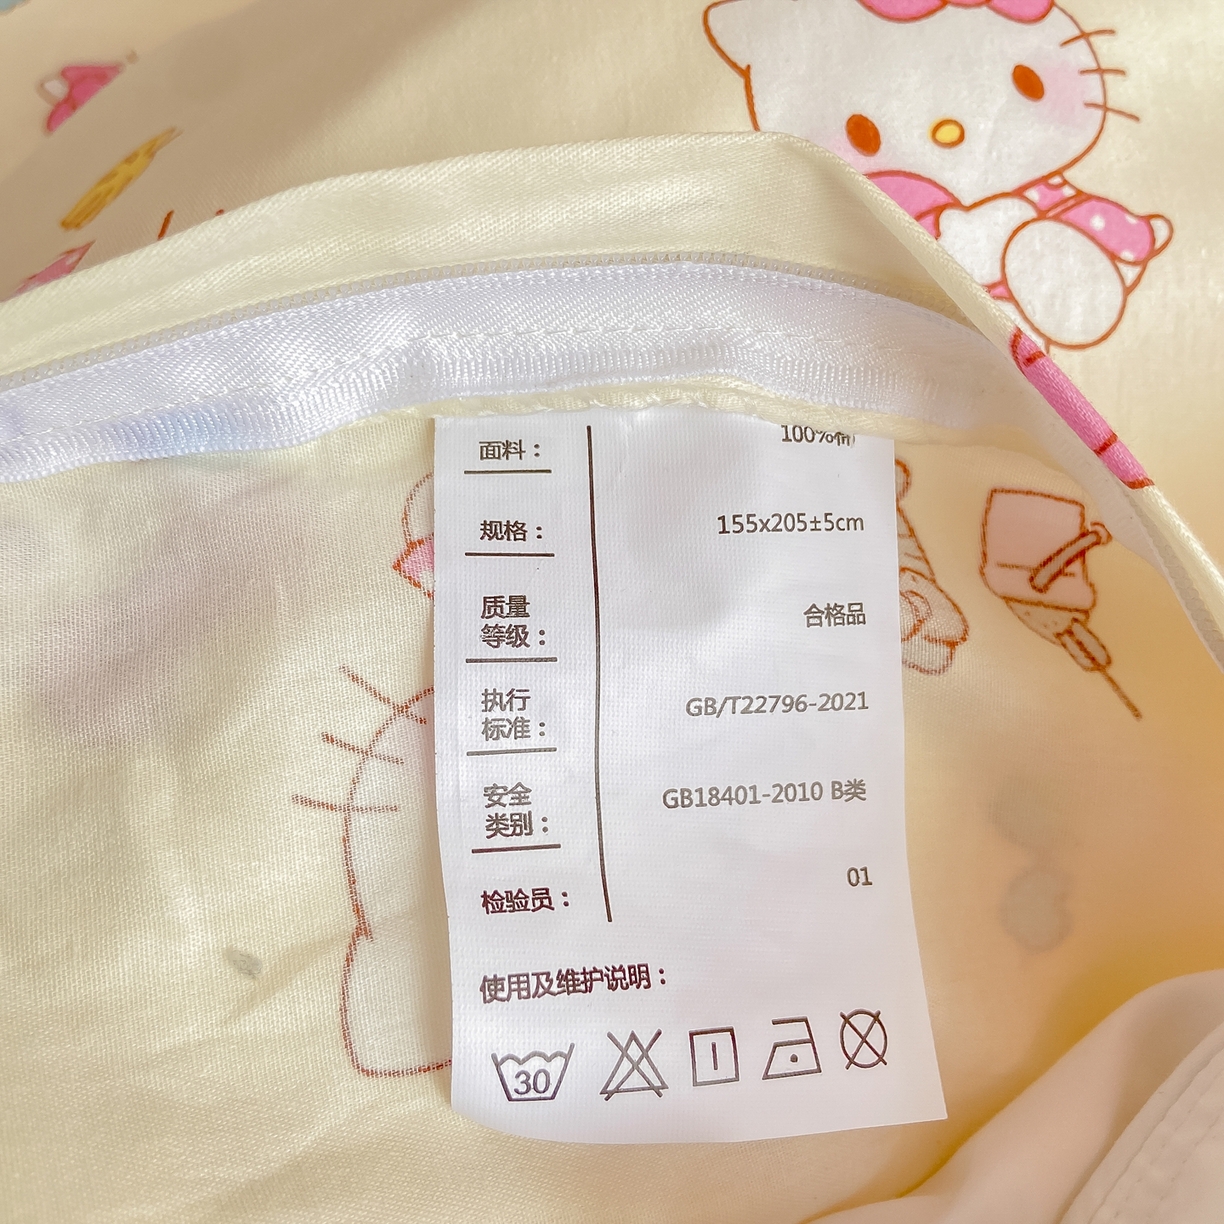 面料： 100%棉
规格： 155x205±5cm
质量
等级： 合格品
执行
标准： GB/T22796-2021
安全
类别： GB18401-2010 B类
检验员： 01
使用及维护说明：
30